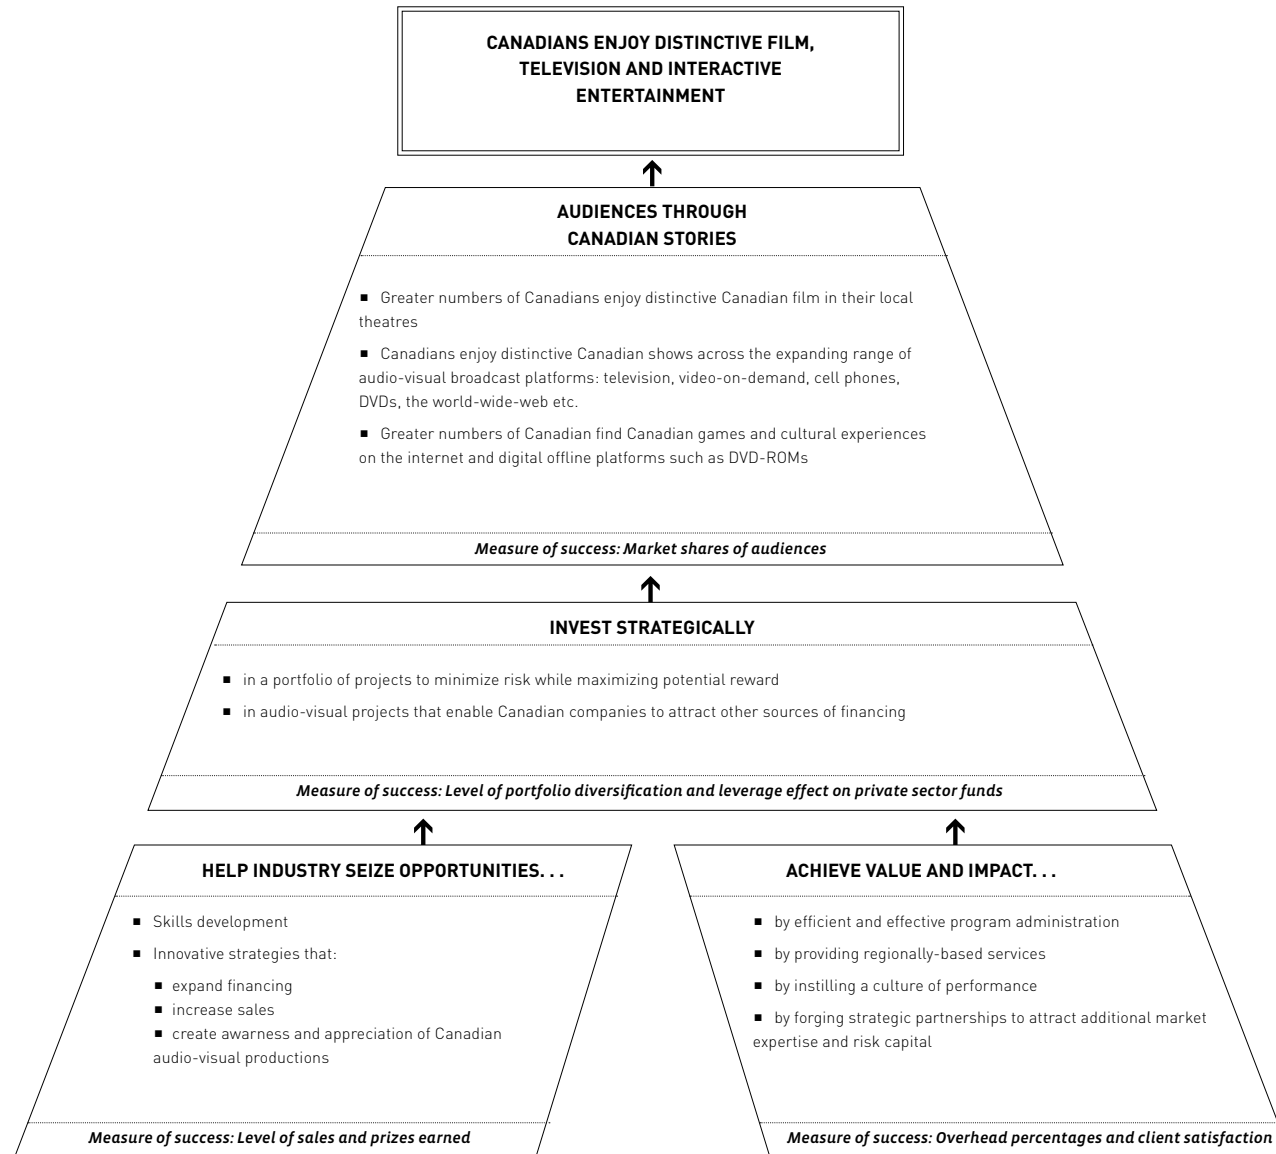 CANADIANS ENJOY DISTINCTIVE FILM,
TELEVISION AND INTERACTIVE
ENTERTAINMENT
AUDIENCES THROUGH
CANADIAN STORIES
■ Greater numbers of Canadians enjoy distinctive Canadian film in their local
theatres
■ Canadians enjoy distinctive Canadian shows across the expanding range of
audio-visual broadcast platforms: television, video-on-demand, cell phones,
DVDs, the world-wide-web etc.
■ Greater numbers of Canadian find Canadian games and cultural experiences
on the internet and digital offline platforms such as DVD-ROMs
Measure of success: Market shares of audiences
INVEST STRATEGICALLY
■ in a portfolio of projects to minimize risk while maximizing potential reward
■ in audio-visual projects that enable Canadian companies to attract other sources of financing
Measure of success: Level of portfolio diversification and leverage effect on private sector funds
HELP INDUSTRY SEIZE OPPORTUNITIES. . .
■ Skills development
■ Innovative strategies that:
■ expand financing
■ increase sales
■ create awarness and appreciation of Canadian
audio-visual productions
Measure of success: Level of sales and prizes earned
ACHIEVE VALUE AND IMPACT. . .
■ by efficient and effective program administration
■ by providing regionally-based services
■ by instilling a culture of performance
■ by forging strategic partnerships to attract additional market
expertise and risk capital
Measure of success: Overhead percentages and client satisfaction